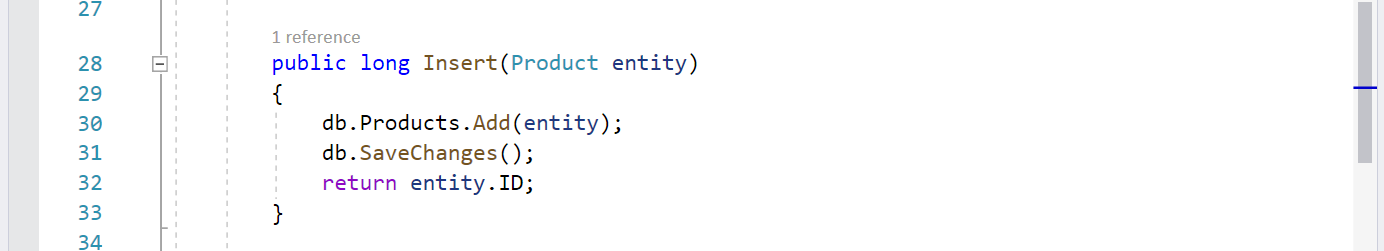 27
1 reference
28 public long Insert(Product entity)
29 {
30 db.Products.Add(entity);
31 db.SaveChanges();
32 return entity.ID;
33 }
34